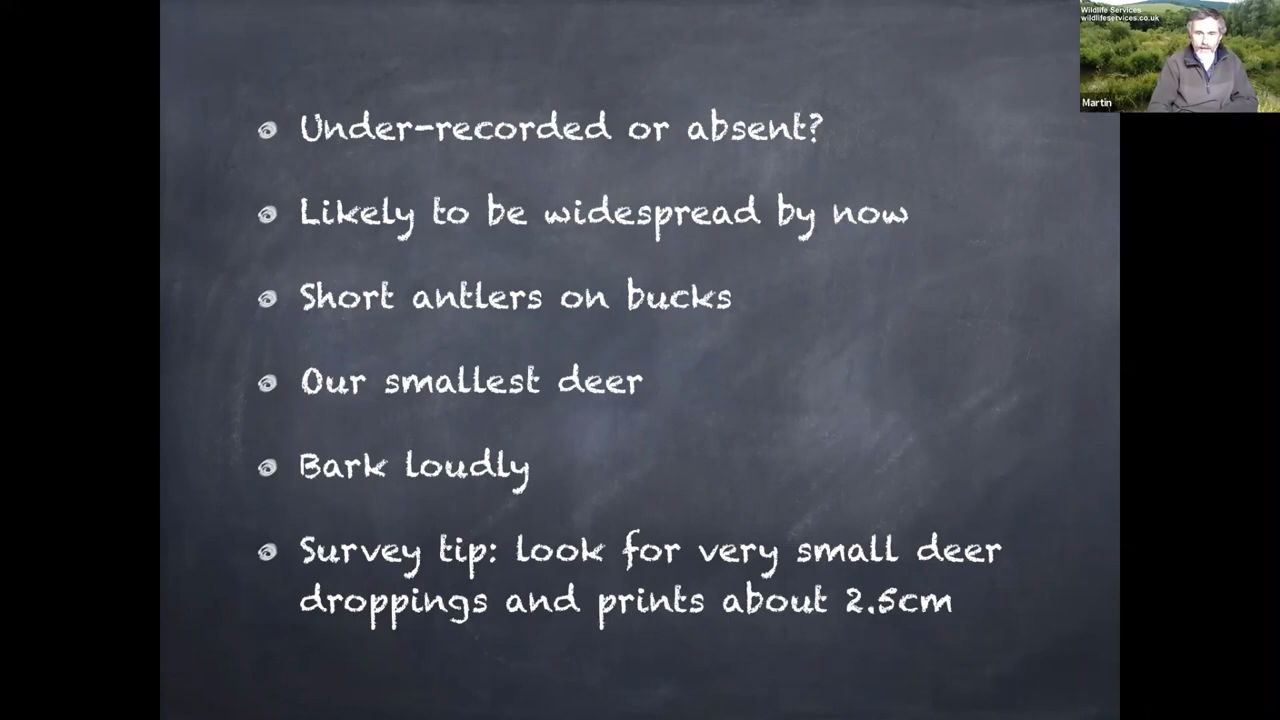 Wildlife Services
wildlifeservices.co.uk
Martin
Under-recorded or absent?
Likely to be widespread by now
Short antlers on bucks
Our smallest deer
Bark loudly
Survey tip: look for very small deer
droppings and prints about 2.5cm